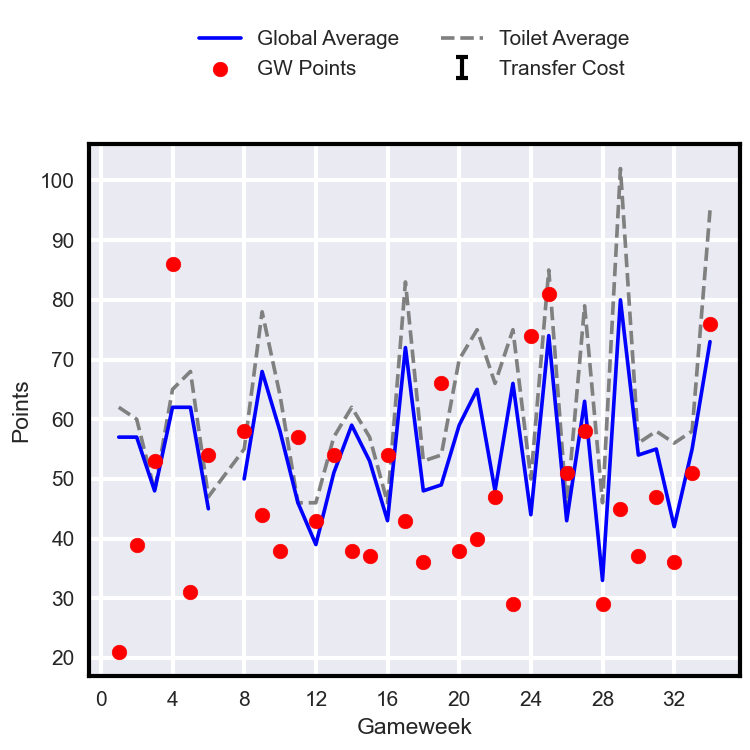 Global Average
Toilet Average
GW Points
Transfer Cost
100
90
80
70
60
50
40
30
20
Points
0 4 8 12 16 20 24 28 32
Gameweek